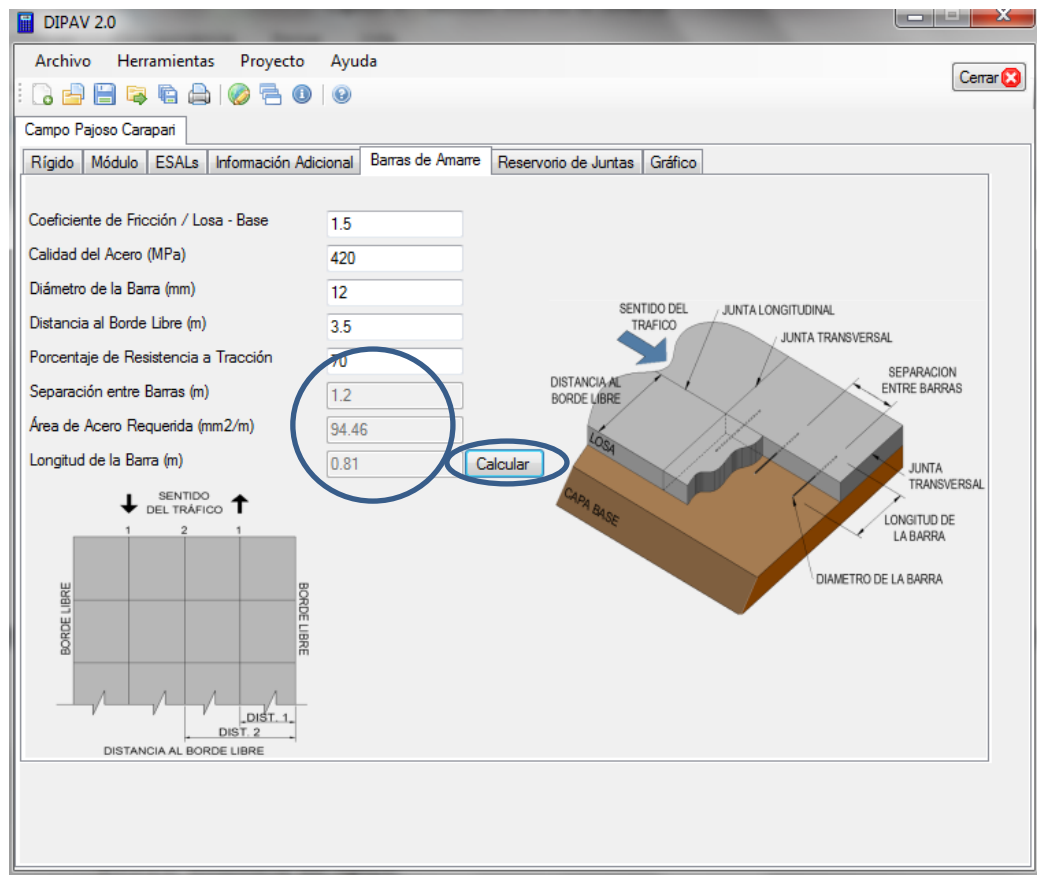 DIPAV 2.0
Archivo Herramientas Proyecto Ayuda
Cerrar
Campo Pajoso Carapari
Rígido Módulo ESALs Información Adicional Barras de Amarre Reservorio de Juntas Gráfico
Coeficiente de Fricción / Losa - Base 1.5
Calidad del Acero (MPa) 420
Diámetro de la Barra (mm) 12
Distancia al Borde Libre (m) 3.5
Porcentaje de Resistencia a Tracción 70
Separación entre Barras (m) 1.2
Área de Acero Requerida (mm2/m) 94.46
Longitud de la Barra (m) 0.81 Calcular
SENTIDO DEL
TRAFICO
JUNTA LONGITUDINAL
JUNTA TRANSVERSAL
SEPARACION
ENTRE BARRAS
DISTANCIA AL
BORDE LIBRE
LOSA
CAPA BASE
JUNTA
TRANSVERSAL
LONGITUD DE
LA BARRA
DIAMETRO DE LA BARRA
SENTIDO
DEL TRÁFICO
1 2 1
BORDE LIBRE
BORDE LIBRE
DIST. 1
DIST. 2
DISTANCIA AL BORDE LIBRE